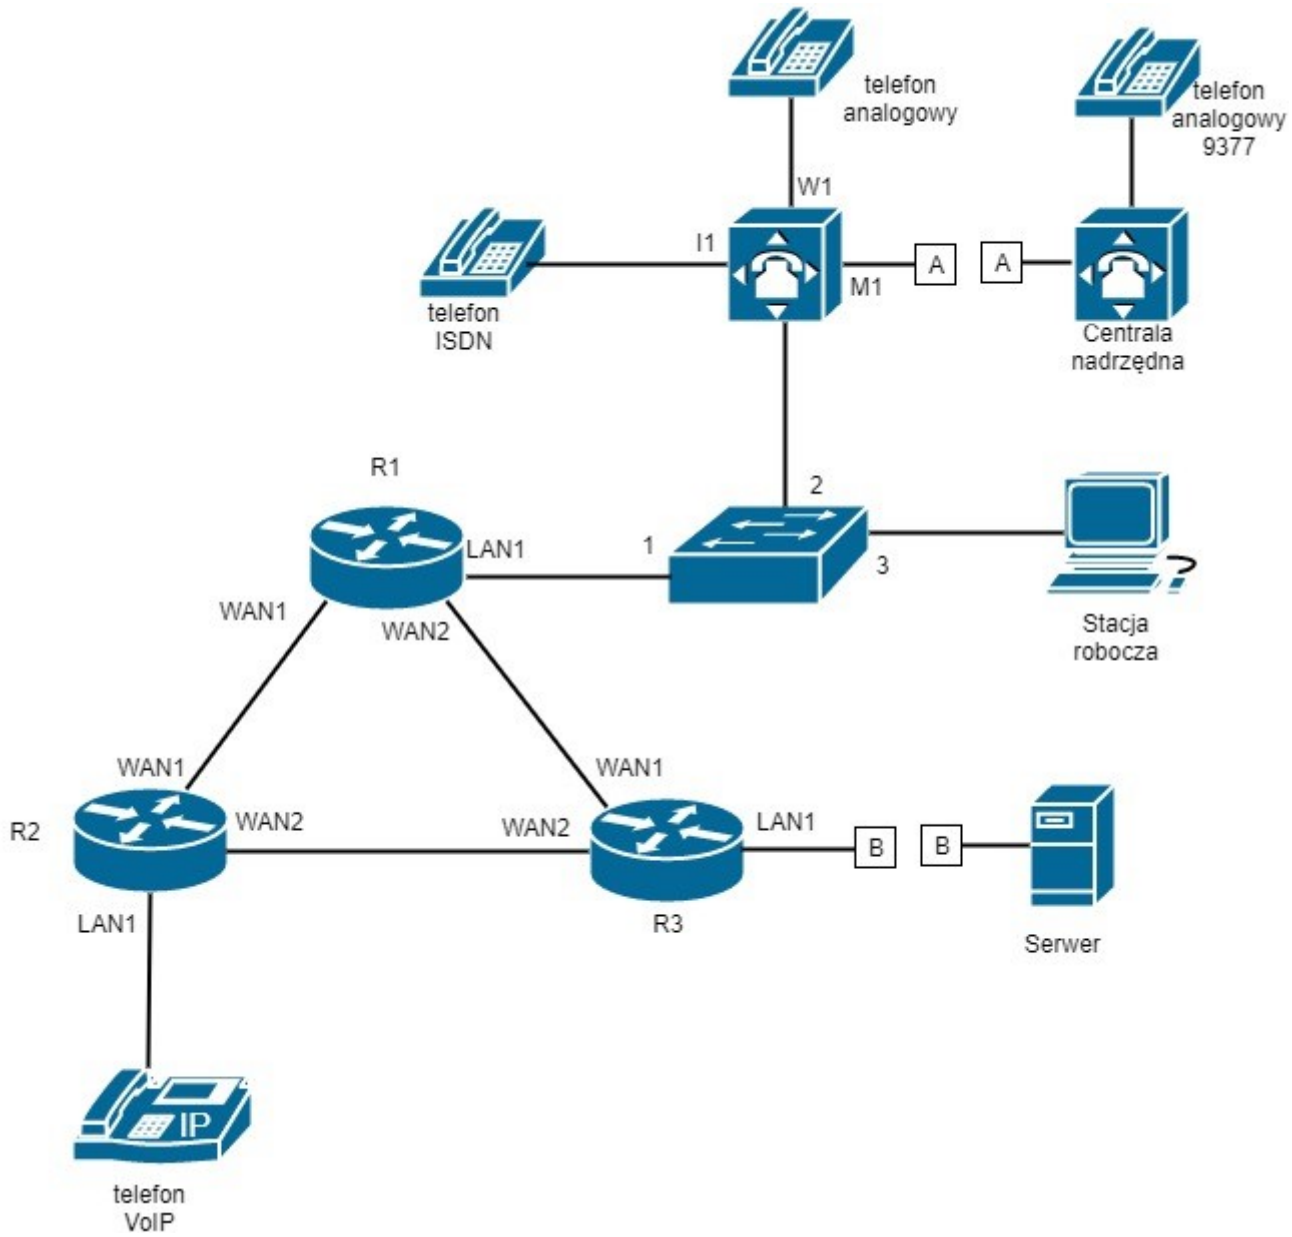 telefon
analogowy
telefon
analogowy
9377
W1
I1
A
A
M1
telefon
ISDN
Centrala
nadrzędna
R1
2
LAN1
1
3
WAN1
WAN2
Stacja
robocza
WAN1
WAN1
R2
WAN2
WAN2
LAN1
B
B
LAN1
R3
Serwer
IP
telefon
VoIP